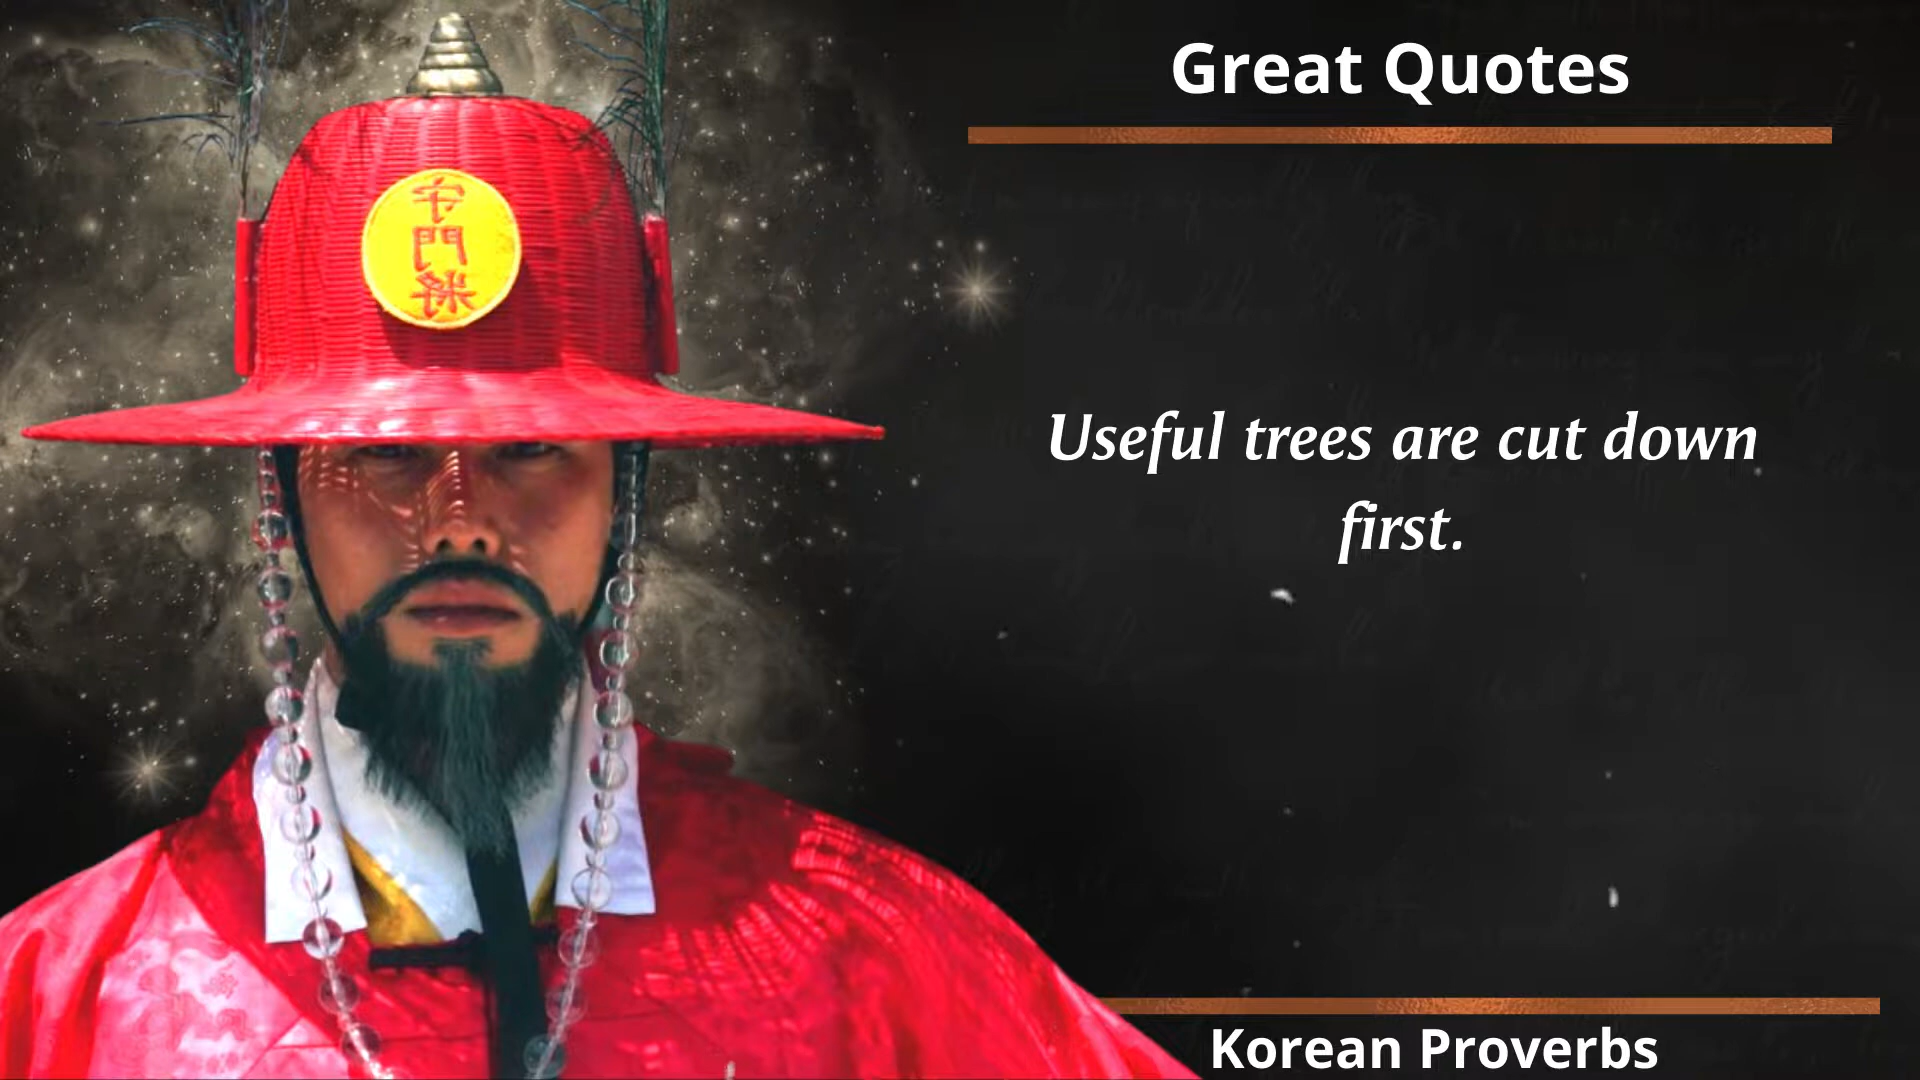 Great Quotes
守
門
將
Useful trees are cut down
first.
Korean Proverbs